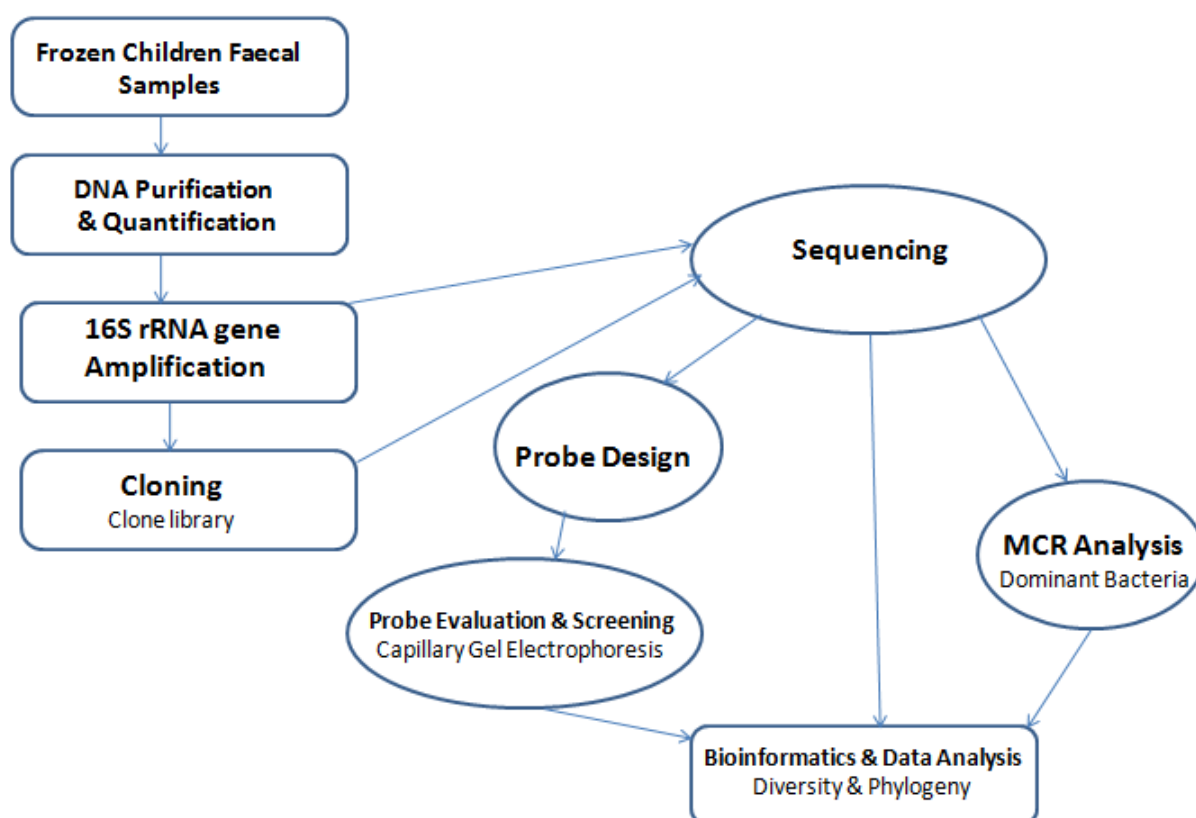 Frozen Children Faecal
Samples
DNA Purification
& Quantification
16S rRNA gene
Amplification
Cloning
Clone library
Sequencing
Probe Design
Probe Evaluation & Screening
Capillary Gel Electrophoresis
MCR Analysis
Dominant Bacteria
Bioinformatics & Data Analysis
Diversity & Phylogeny